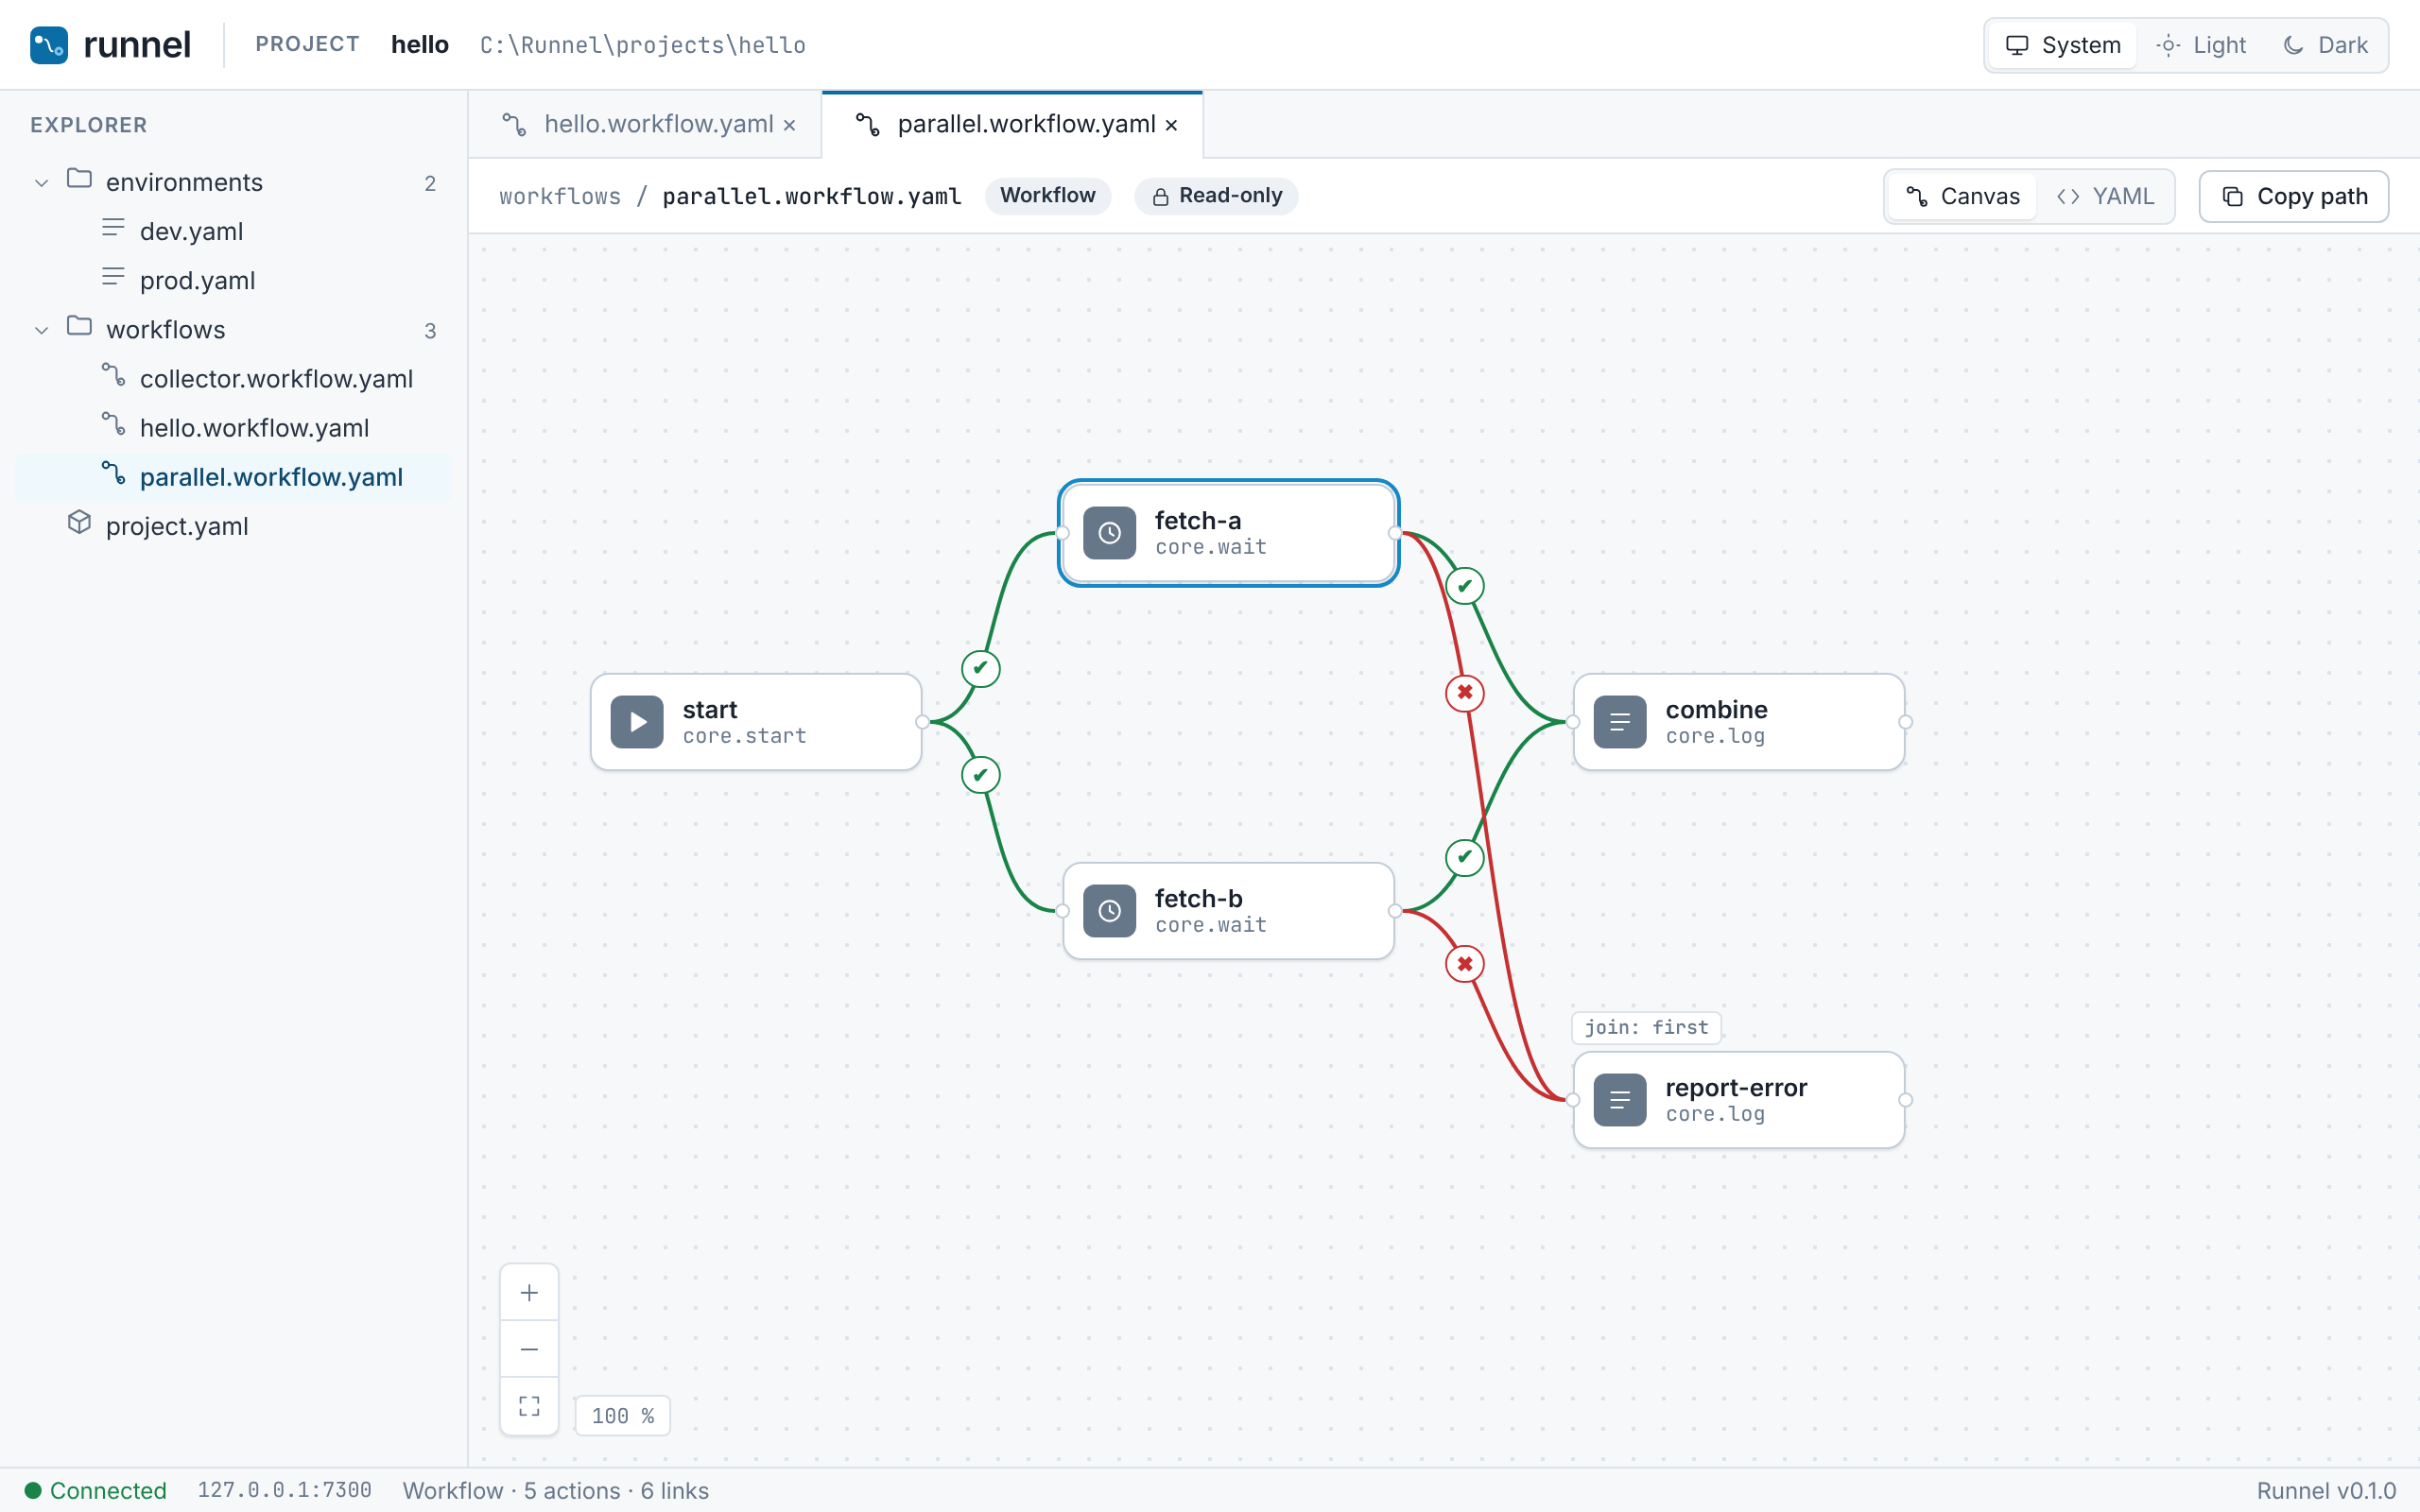 runnel
PROJECT hello C:\Runnel\projects\hello
System Light Dark
EXPLORER
environments 2
dev.yaml
prod.yaml
workflows 3
collector.workflow.yaml
hello.workflow.yaml
parallel.workflow.yaml
project.yaml
hello.workflow.yaml ×
parallel.workflow.yaml ×
workflows / parallel.workflow.yaml Workflow Read-only
Canvas YAML Copy path
fetch-a
core.wait
start
core.start
combine
core.log
fetch-b
core.wait
join: first
report-error
core.log
100 %
Connected 127.0.0.1:7300 Workflow · 5 actions · 6 links
Runnel v0.1.0